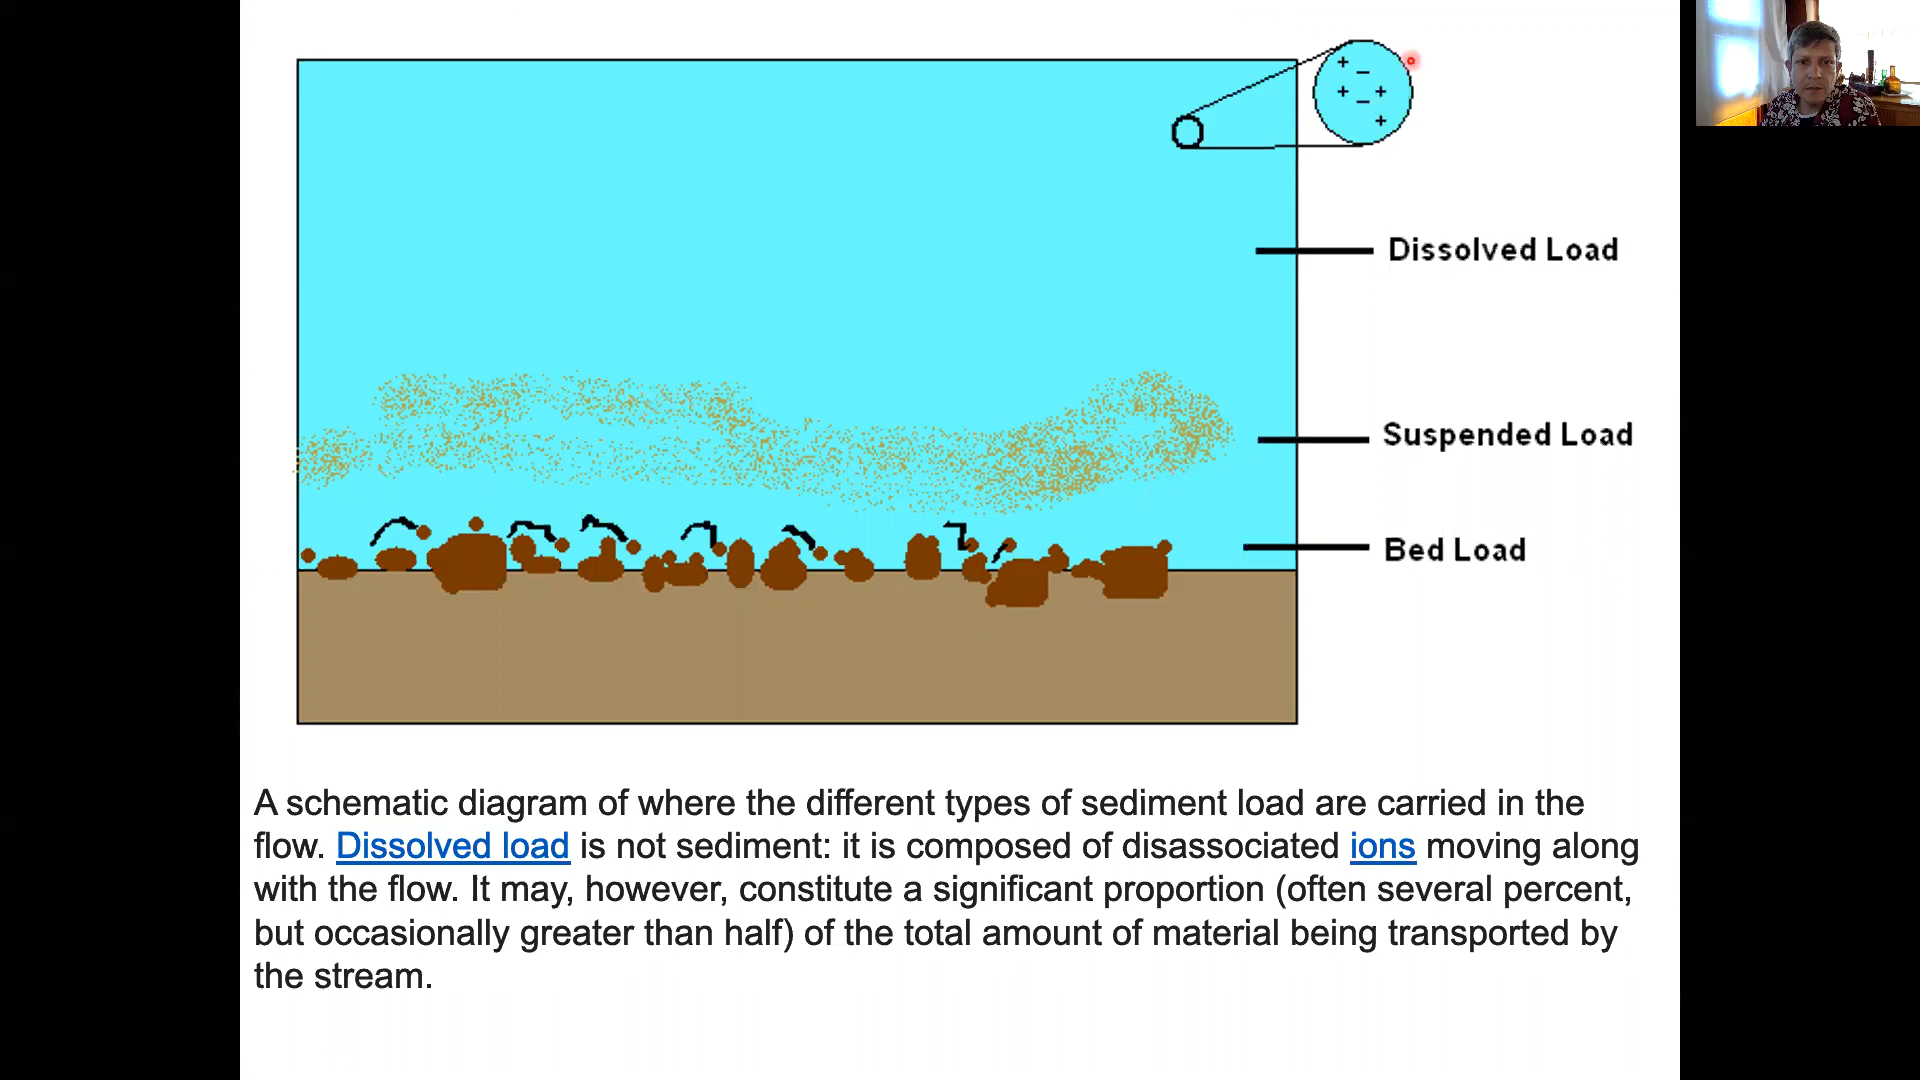 +
–
+ +
–
+
Dissolved Load
Suspended Load
Bed Load
A schematic diagram of where the different types of sediment load are carried in the
flow. Dissolved load is not sediment: it is composed of disassociated ions moving along
with the flow. It may, however, constitute a significant proportion (often several percent,
but occasionally greater than half) of the total amount of material being transported by
the stream.